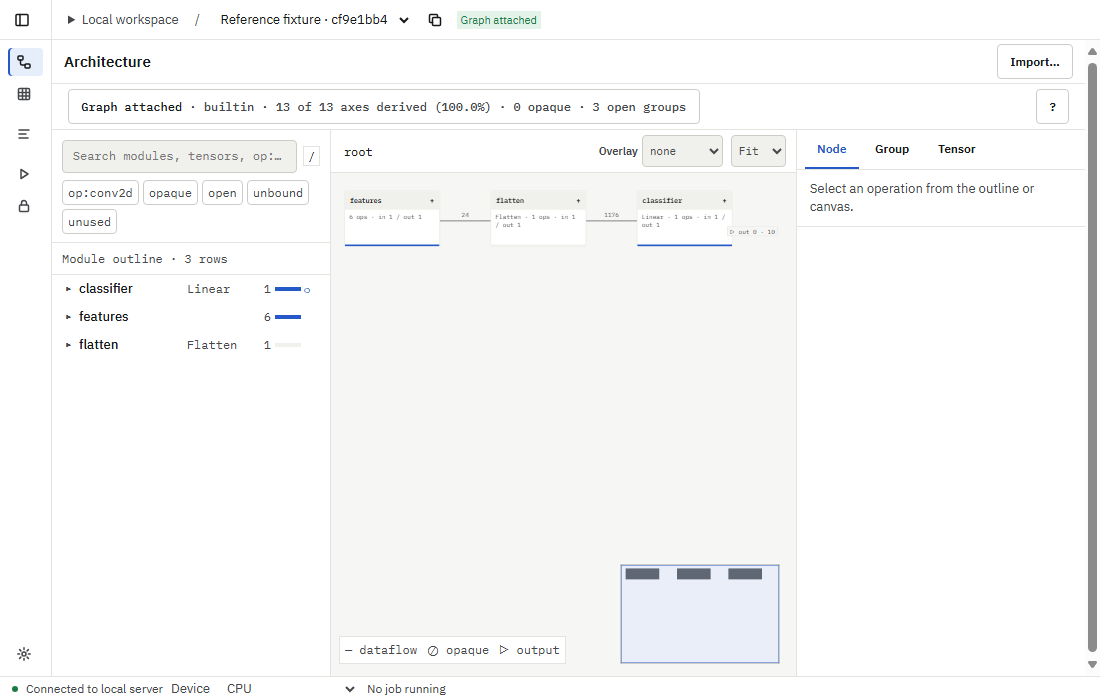 Local workspace / Reference fixture · cf9e1bb4 Graph attached
Architecture
Import...
Graph attached · builtin · 13 of 13 axes derived (100.0%) · 0 opaque · 3 open groups
?
Search modules, tensors, op:… /
op:conv2d opaque open unbound
unused
Module outline · 3 rows
classifier Linear 1
features 6
flatten Flatten 1
root
Overlay none Fit
features +
6 ops · in 1 / out 1
24
flatten +
Flatten · 1 ops · in 1
/ out 1
1176
classifier +
Linear · 1 ops · in 1 /
out 1
out 0 · 10
— dataflow opaque output
Node Group Tensor
Select an operation from the outline or
canvas.
Connected to local server Device CPU No job running